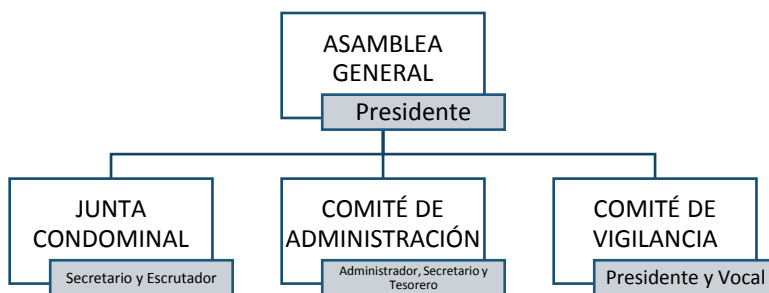 ASAMBLEA
GENERAL
Presidente
JUNTA
CONDOMINAL
Secretario y Escrutador
COMITÉ DE
ADMINISTRACIÓN
Administrador, Secretario y
Tesorero
COMITÉ DE
VIGILANCIA
Presidente y Vocal